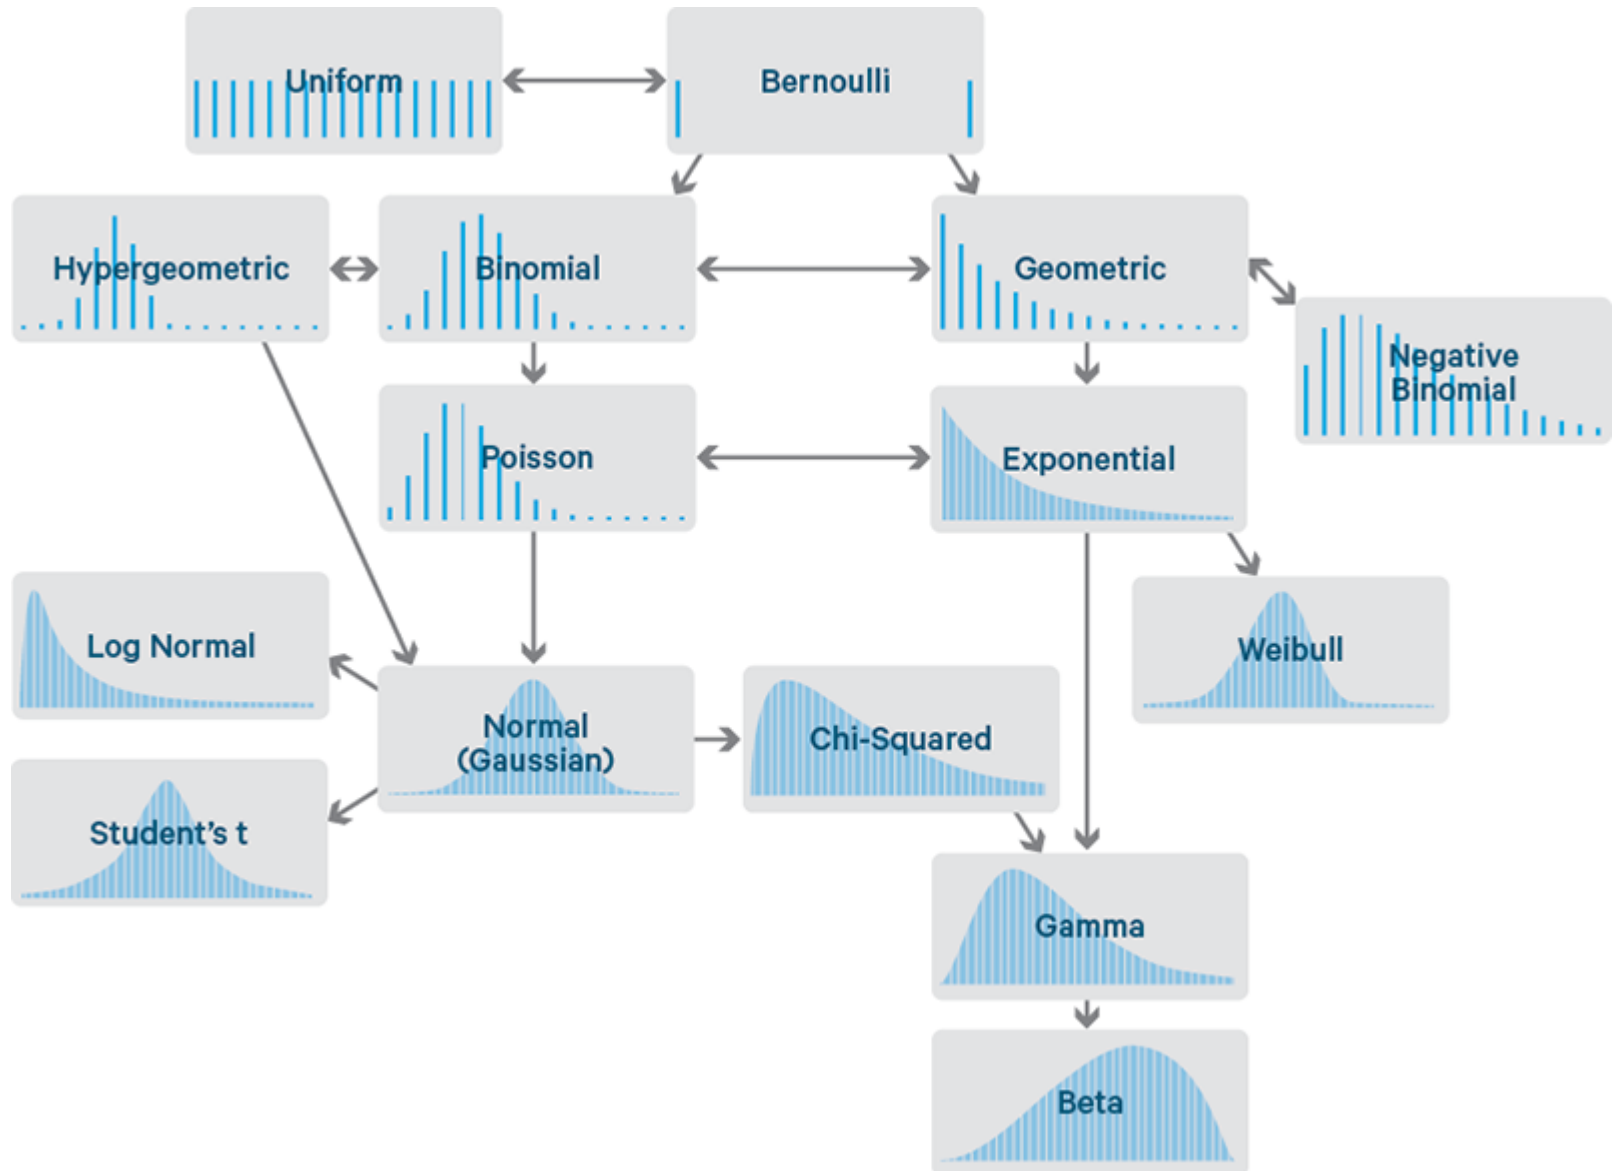 Uniform
Bernoulli
Hypergeometric
Binomial
Geometric
Negative
Binomial
Poisson
Exponential
Log Normal
Weibull
Normal
(Gaussian)
Chi-Squared
Student's t
Gamma
Beta